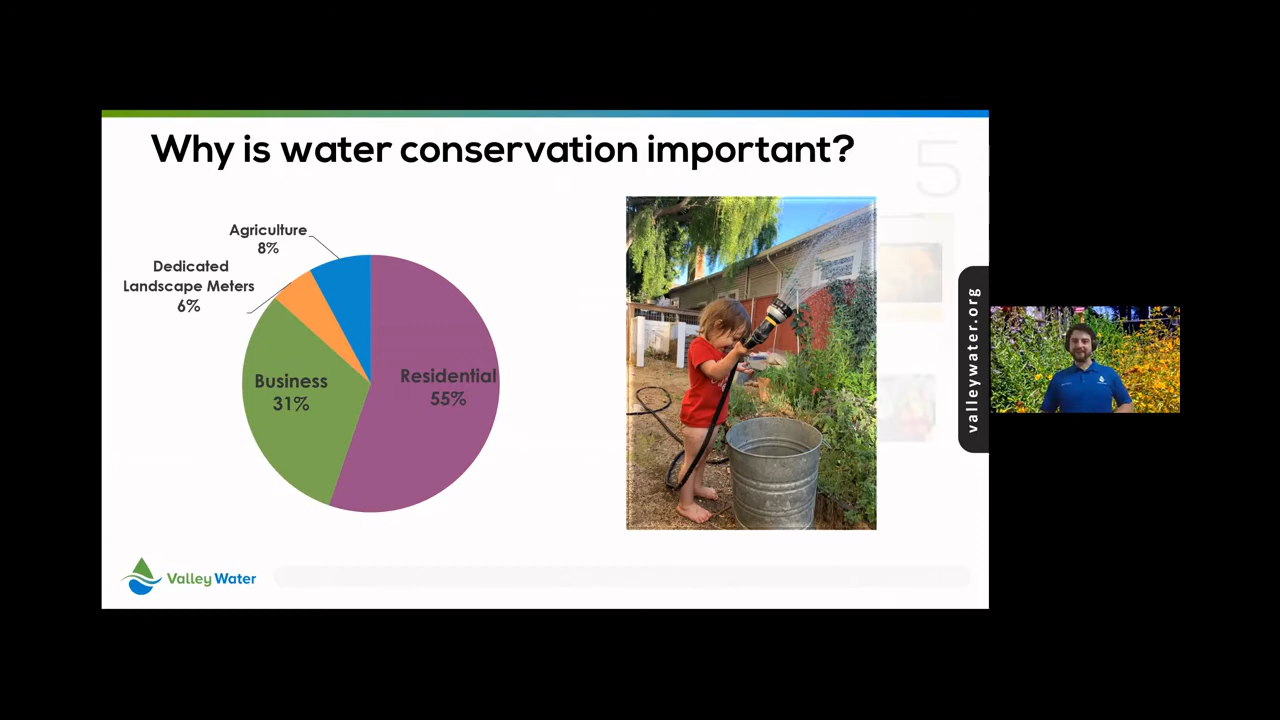 Why is water conservation important?
5
Agriculture
8%
Dedicated
Landscape Meters
6%
Business
31%
Residential
55%
valleywater.org
Valley Water